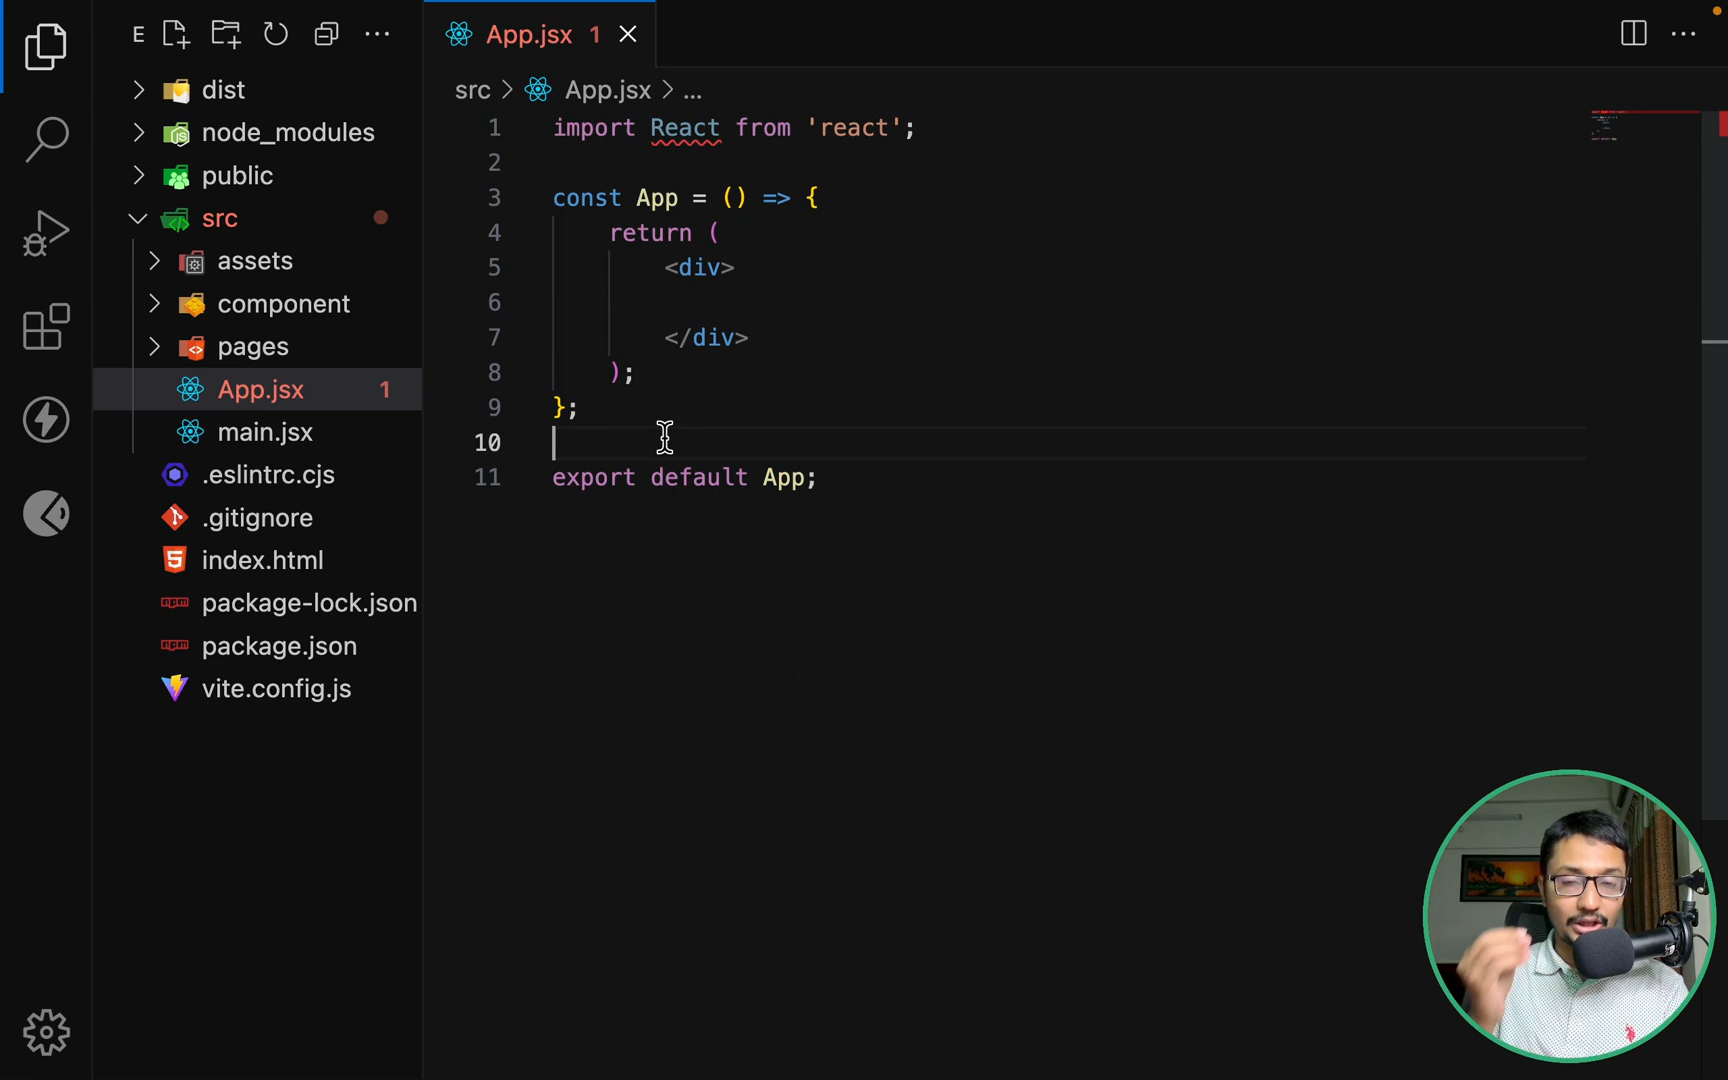 E
dist
node_modules
public
src
assets
component
pages
App.jsx 1
main.jsx
.eslintrc.cjs
.gitignore
index.html
package-lock.json
package.json
vite.config.js
App.jsx 1
src > App.jsx > ...
1 import React from 'react';
2
3 const App = () => {
4 return (
5 <div>
6
7 </div>
8 );
9 };
10
11 export default App;